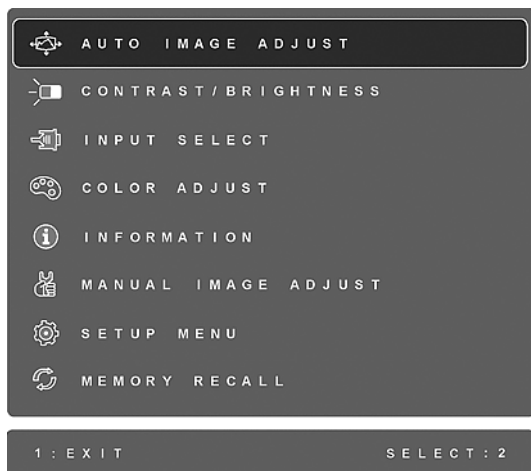 AUTO IMAGE ADJUST
CONTRAST/BRIGHTNESS
INPUT SELECT
COLOR ADJUST
INFORMATION
MANUAL IMAGE ADJUST
SETUP MENU
MEMORY RECALL
1:EXIT SELECT:2